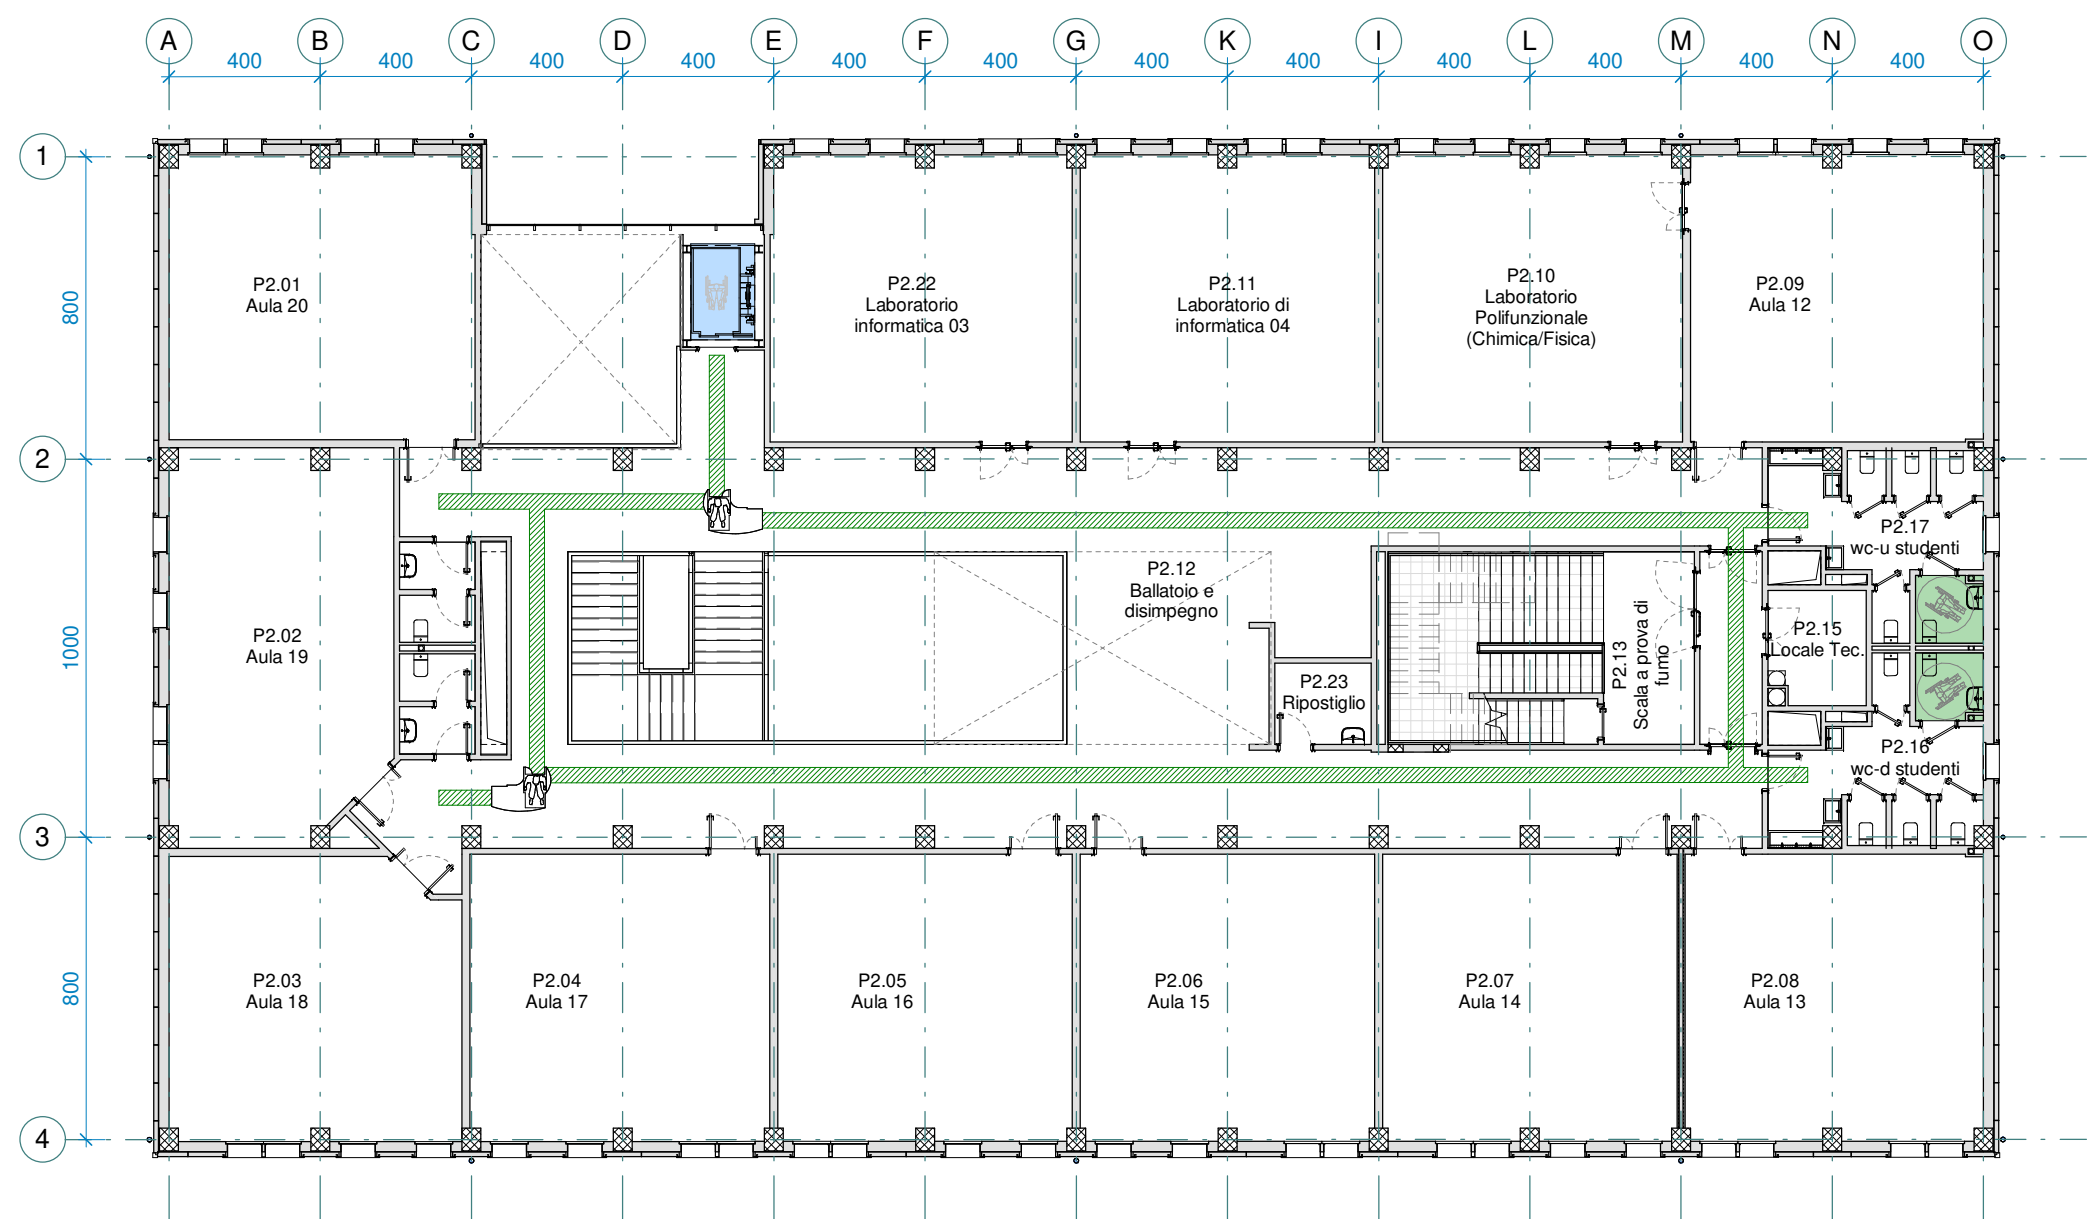 A B C D E F G K I L M N O
400 400 400 400 400 400 400 400 400 400 400 400
1
800
2
1000
3
800
4
P2.01
Aula 20
P2.22
Laboratorio
informatica 03
P2.11
Laboratorio di
informatica 04
P2.10
Laboratorio
Polifunzionale
(Chimica/Fisica)
P2.09
Aula 12
P2.17
wc-u studenti
P2.12
Ballatoio e
disimpegno
P2.02
Aula 19
P2.23
Ripostiglio
P2.13
Scala a prova di
fumo
P2.15
Locale Tec.
P2.16
wc-d studenti
P2.03
Aula 18
P2.04
Aula 17
P2.05
Aula 16
P2.06
Aula 15
P2.07
Aula 14
P2.08
Aula 13